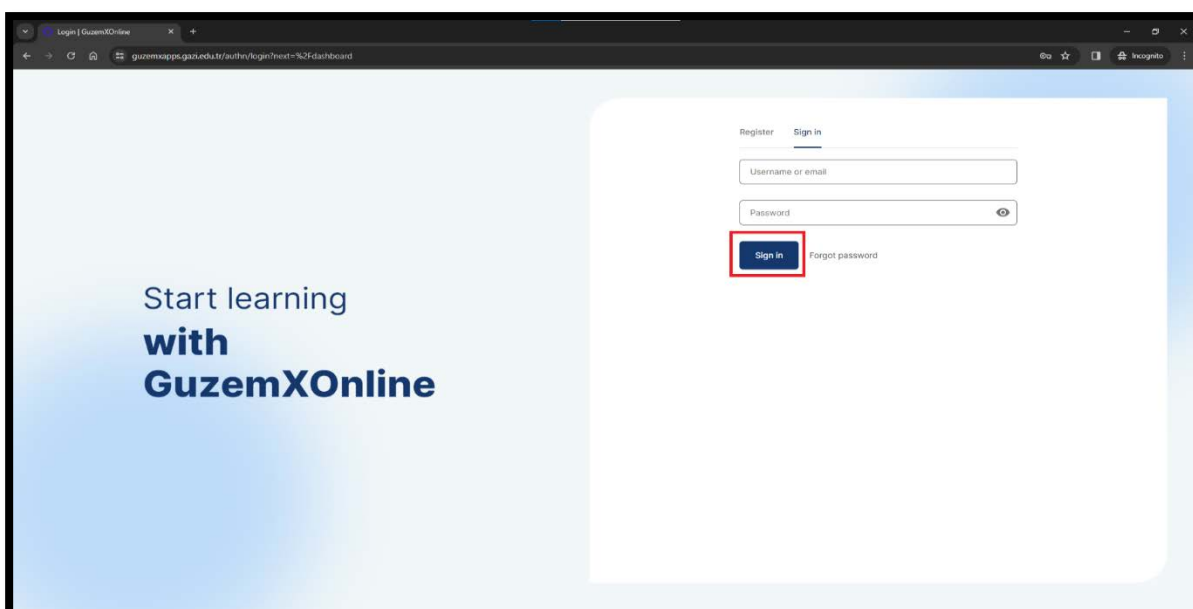 Login | GuzemXOnline
guzemxapps.gazi.edu.tr/authn/login?next=%2Fdashboard
Incognito
Register Sign in
Username or email
Password
Sign in Forgot password
Start learning
with
GuzemXOnline